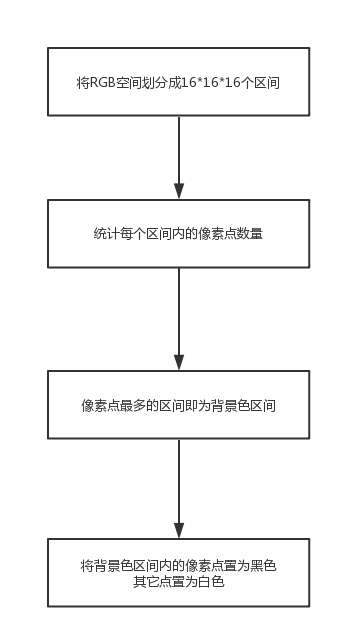 将RGB空间划分成16*16*16个区间
统计每个区间内的像素点数量
像素点最多的区间即为背景色区间
将背景色区间内的像素点置为黑色
其它点置为白色